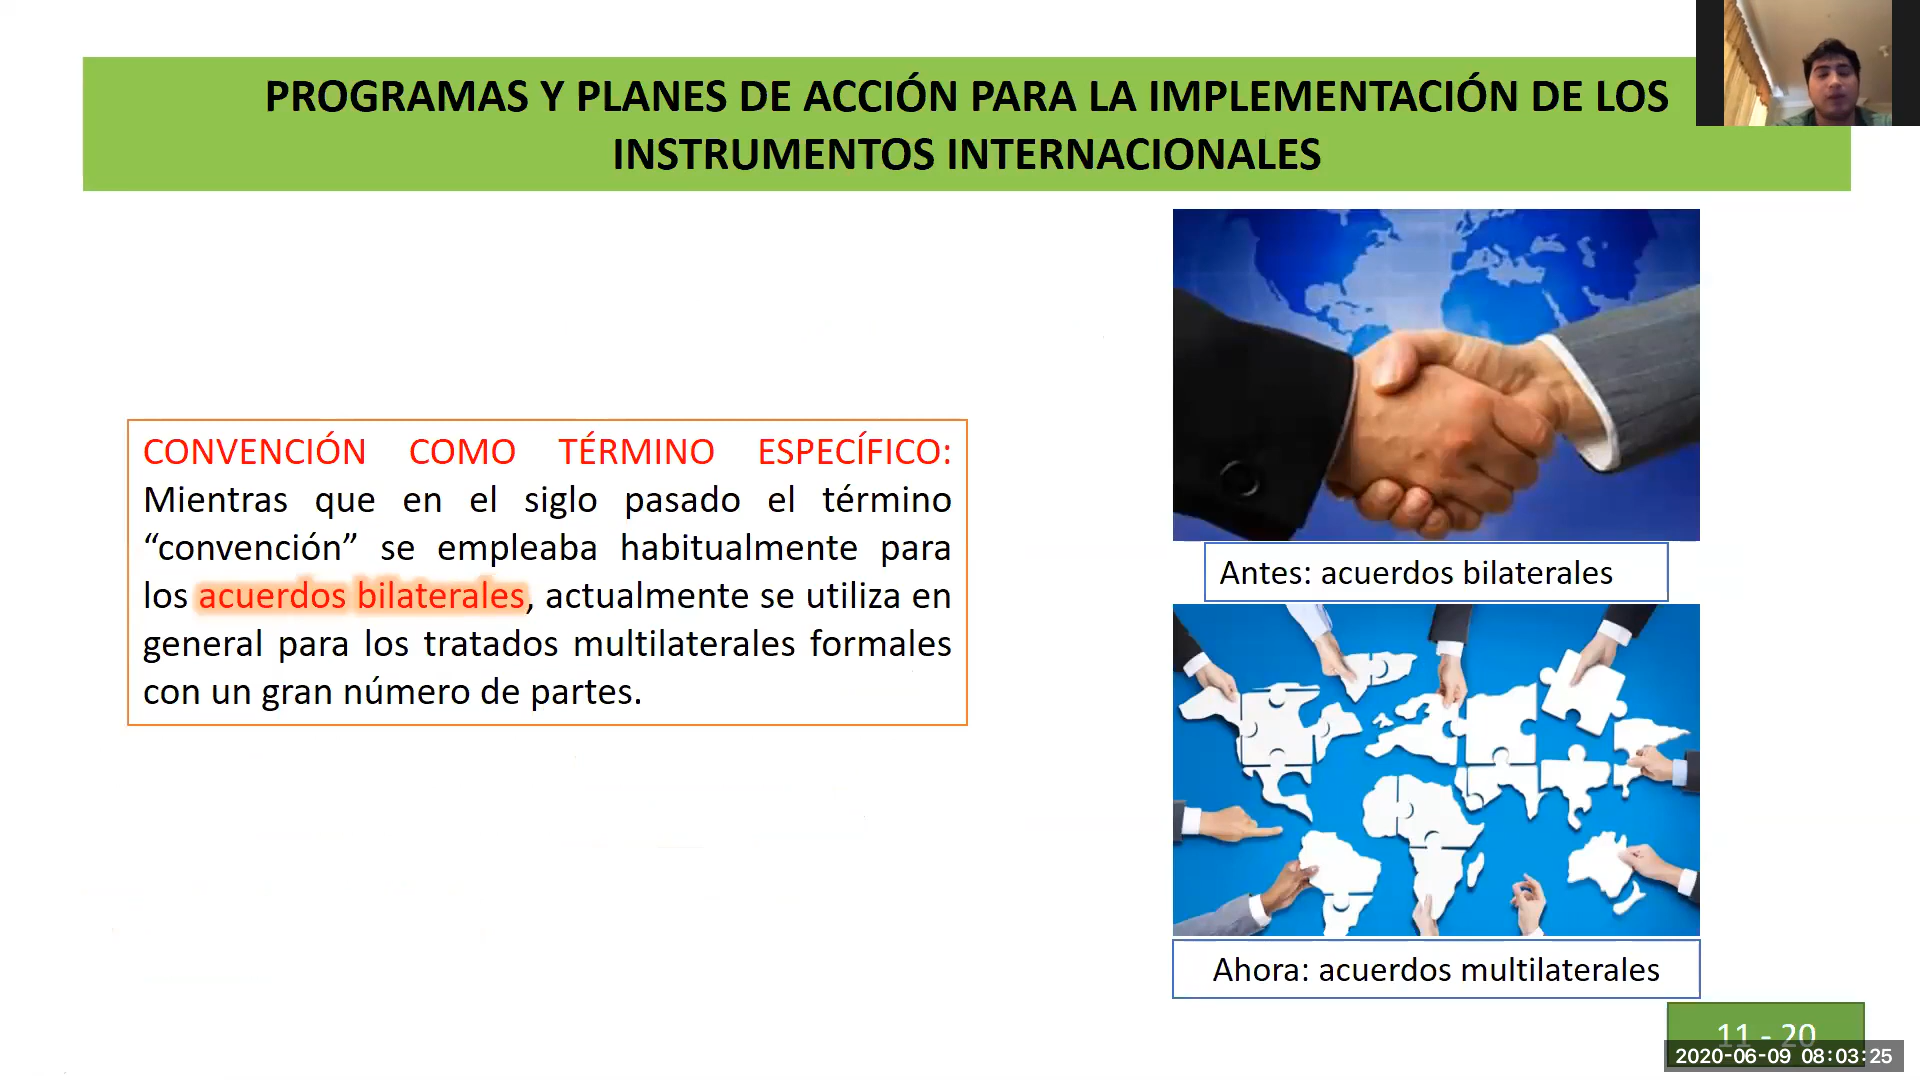 PROGRAMAS Y PLANES DE ACCIÓN PARA LA IMPLEMENTACIÓN DE LOS
INSTRUMENTOS INTERNACIONALES
CONVENCIÓN COMO TÉRMINO ESPECÍFICO:
Mientras que en el siglo pasado el término
“convención” se empleaba habitualmente para
los acuerdos bilaterales, actualmente se utiliza en
general para los tratados multilaterales formales
con un gran número de partes.
Antes: acuerdos bilaterales
Ahora: acuerdos multilaterales
11 - 20
2020-06-09 08:03:25